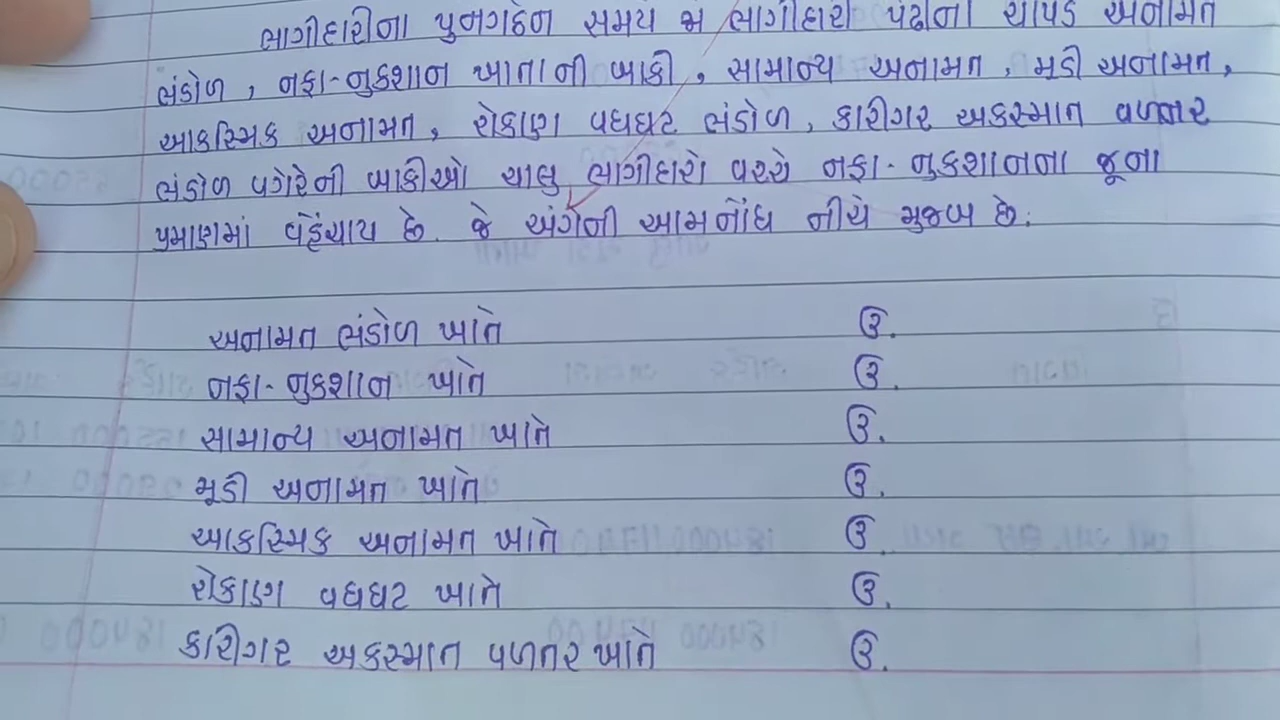 ભાગીદારીના પુનર્ગઠન સમયે જો ભાગીદારી પેઢીના ચોપડે અનામત
ભંડોળ, નફા-નુકશાન ખાતાની બાકી, સામાન્ય અનામત, મૂડી અનામત,
આકસ્મિક અનામત, રોકાણ વધઘટ ભંડોળ, કારીગર અકસ્માત વળતર
ભંડોળ વગેરેની બાકીઓ ચાલુ ભાગીદારો વચ્ચે નફા-નુકશાનના જૂના
પ્રમાણમાં વહેંચાય છે. જે અંગેની આમનોંધ નીચે મુજબ છે:
અનામત ભંડોળ ખાતે ઉ.
નફા-નુકશાન ખાતે ઉ.
સામાન્ય અનામત ખાતે ઉ.
મૂડી અનામત ખાતે ઉ.
આકસ્મિક અનામત ખાતે ઉ.
રોકાણ વધઘટ ખાતે ઉ.
કારીગર અકસ્માત વળતર ખાતે ઉ.